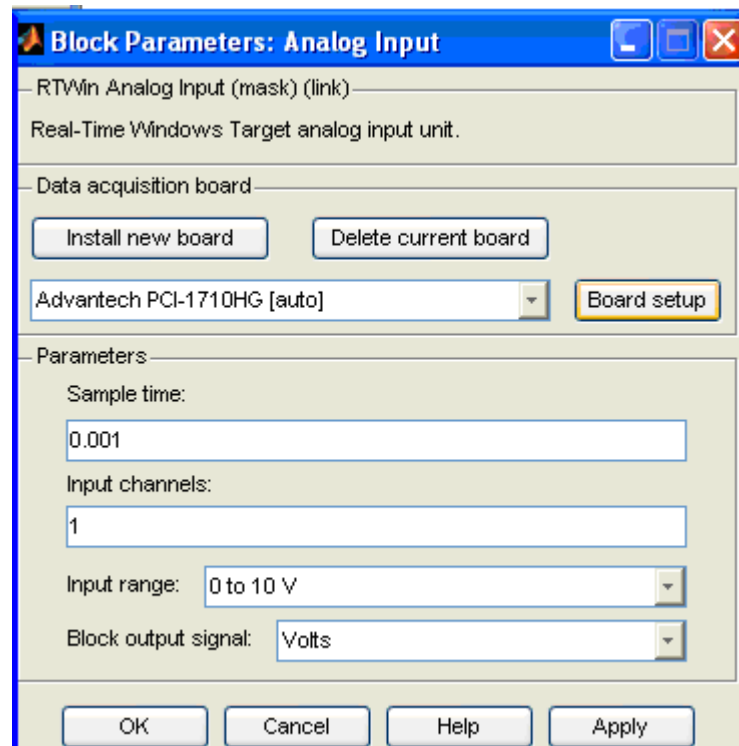 Block Parameters: Analog Input
RTWin Analog Input (mask) (link)
Real-Time Windows Target analog input unit.
Data acquisition board
Install new board Delete current board
Advantech PCI-1710HG [auto] Board setup
Parameters
Sample time:
0.001
Input channels:
1
Input range: 0 to 10 V
Block output signal: Volts
OK Cancel Help Apply